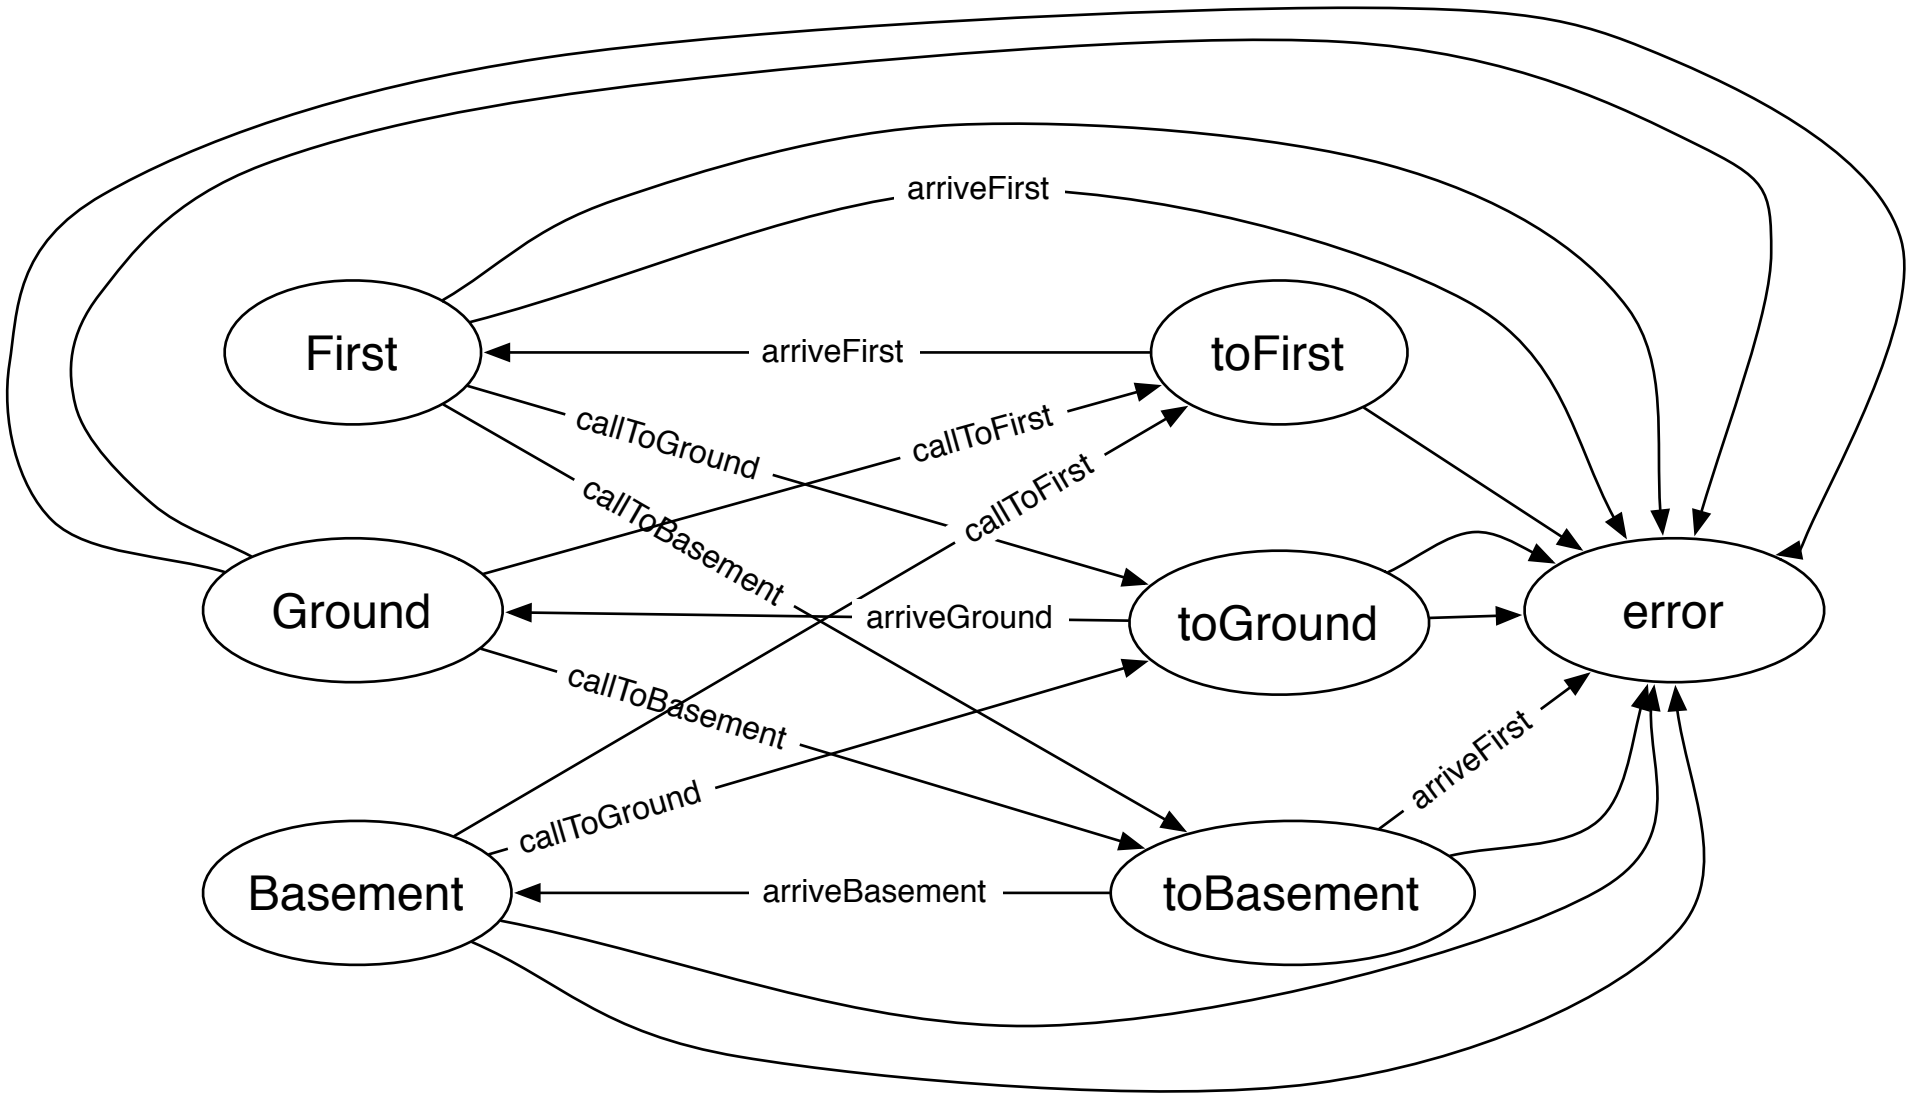 arriveFirst
First
arriveFirst
toFirst
callToGround
callToFirst
callToBasement
callToFirst
Ground
arriveGround
toGround
error
callToBasement
arriveFirst
callToGround
Basement
arriveBasement
toBasement